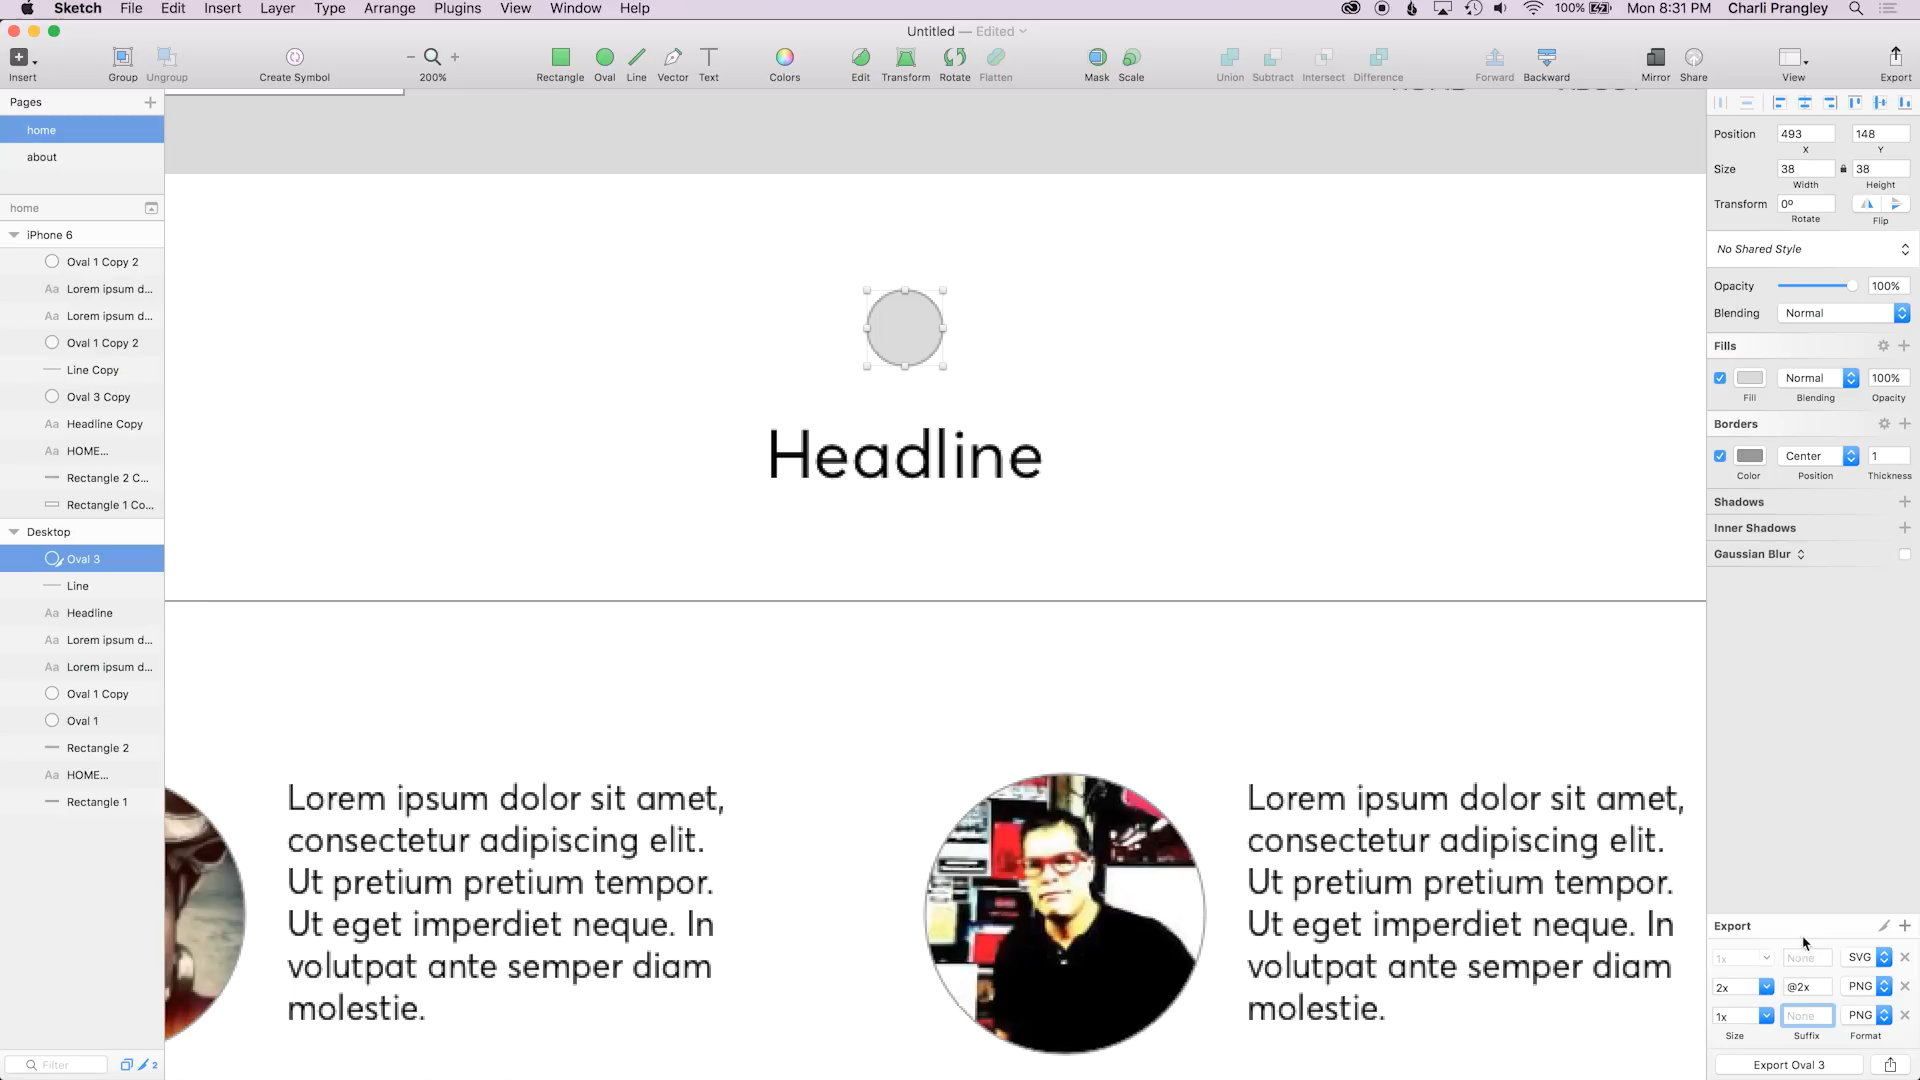 Sketch File Edit Insert Layer Type Arrange Plugins View Window Help 100% Mon 8:31 PM Charli Prangley
Untitled — Edited
Insert Group Ungroup Create Symbol 200% Rectangle Oval Line Vector Text Colors Edit Transform Rotate Flatten Mask Scale Union Subtract Intersect Difference Forward Backward Mirror Share View Export
Pages
home
about
home
iPhone 6
Oval 1 Copy 2
Aa Lorem ipsum d...
Aa Lorem ipsum d...
Oval 1 Copy 2
Line Copy
Oval 3 Copy
Aa Headline Copy
Aa HOME...
Rectangle 2 C...
Rectangle 1 Co...
Desktop
Oval 3
Line
Aa Headline
Aa Lorem ipsum d...
Aa Lorem ipsum d...
Oval 1 Copy
Oval 1
Rectangle 2
Aa HOME...
Rectangle 1
Filter 2
Headline
Lorem ipsum dolor sit amet,
consectetur adipiscing elit.
Ut pretium pretium tempor.
Ut eget imperdiet neque. In
volutpat ante semper diam
molestie.
Lorem ipsum dolor sit amet,
consectetur adipiscing elit.
Ut pretium pretium tempor.
Ut eget imperdiet neque. In
volutpat ante semper diam
molestie.
Position 493 148
X Y
Size 38 38
Width Height
Transform 0º
Rotate Flip
No Shared Style
Opacity 100%
Blending Normal
Fills
Normal 100%
Fill Blending Opacity
Borders
Center 1
Color Position Thickness
Shadows
Inner Shadows
Gaussian Blur
Export
1x None SVG
2x @2x PNG
1x None PNG
Size Suffix Format
Export Oval 3